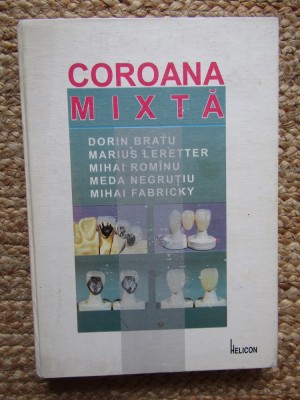 COROANA
MIXTĂ
DORIN BRATU
MARIUS LERETTER
MIHAI ROMÎNU
MEDA NEGRUȚIU
MIHAI FABRICKY
HELICON